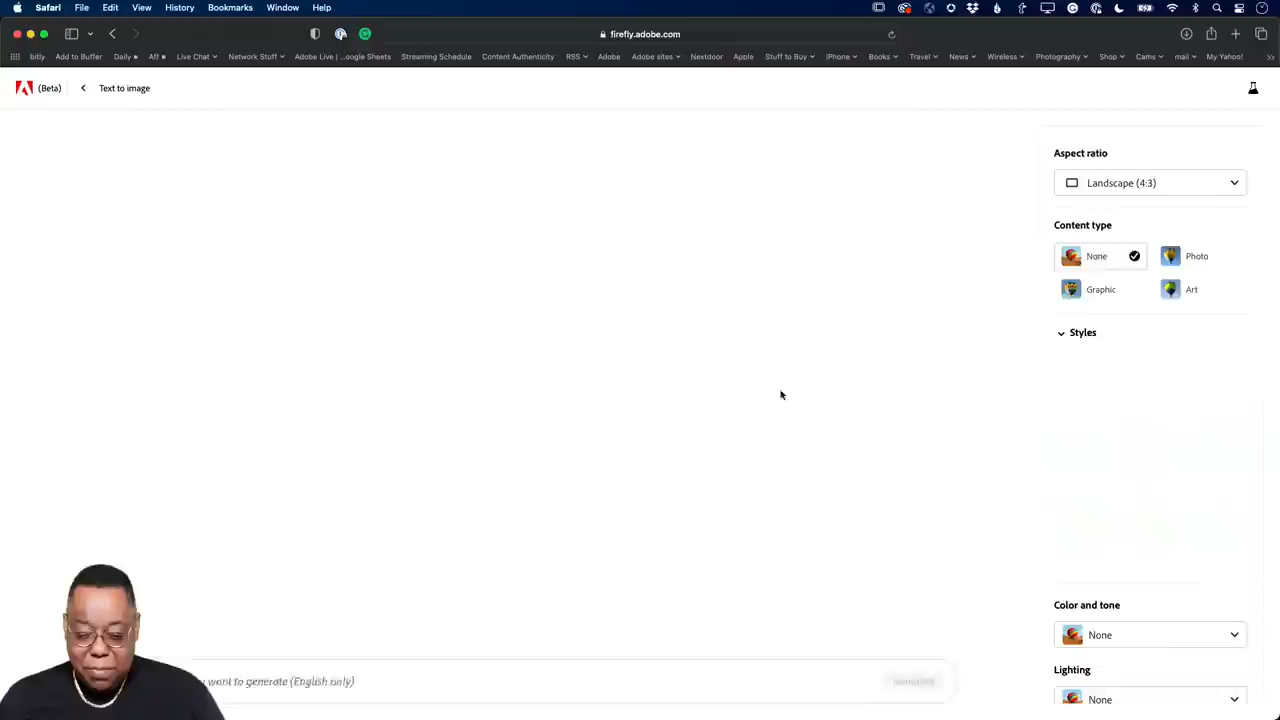 Safari File Edit View History Bookmarks Window Help
firefly.adobe.com
bitly Add to Buffer Daily Aff Live Chat Network Stuff Adobe Live |...oogle Sheets Streaming Schedule Content Authenticity RSS Adobe Adobe sites Nextdoor Apple Stuff to Buy iPhone Books Travel News Wireless Photography Shop Cams mail My Yahoo!
(Beta) Text to image
Aspect ratio
Landscape (4:3)
Content type
None Photo
Graphic Art
Styles
Color and tone
None
want to generate (English only)
Lighting
None